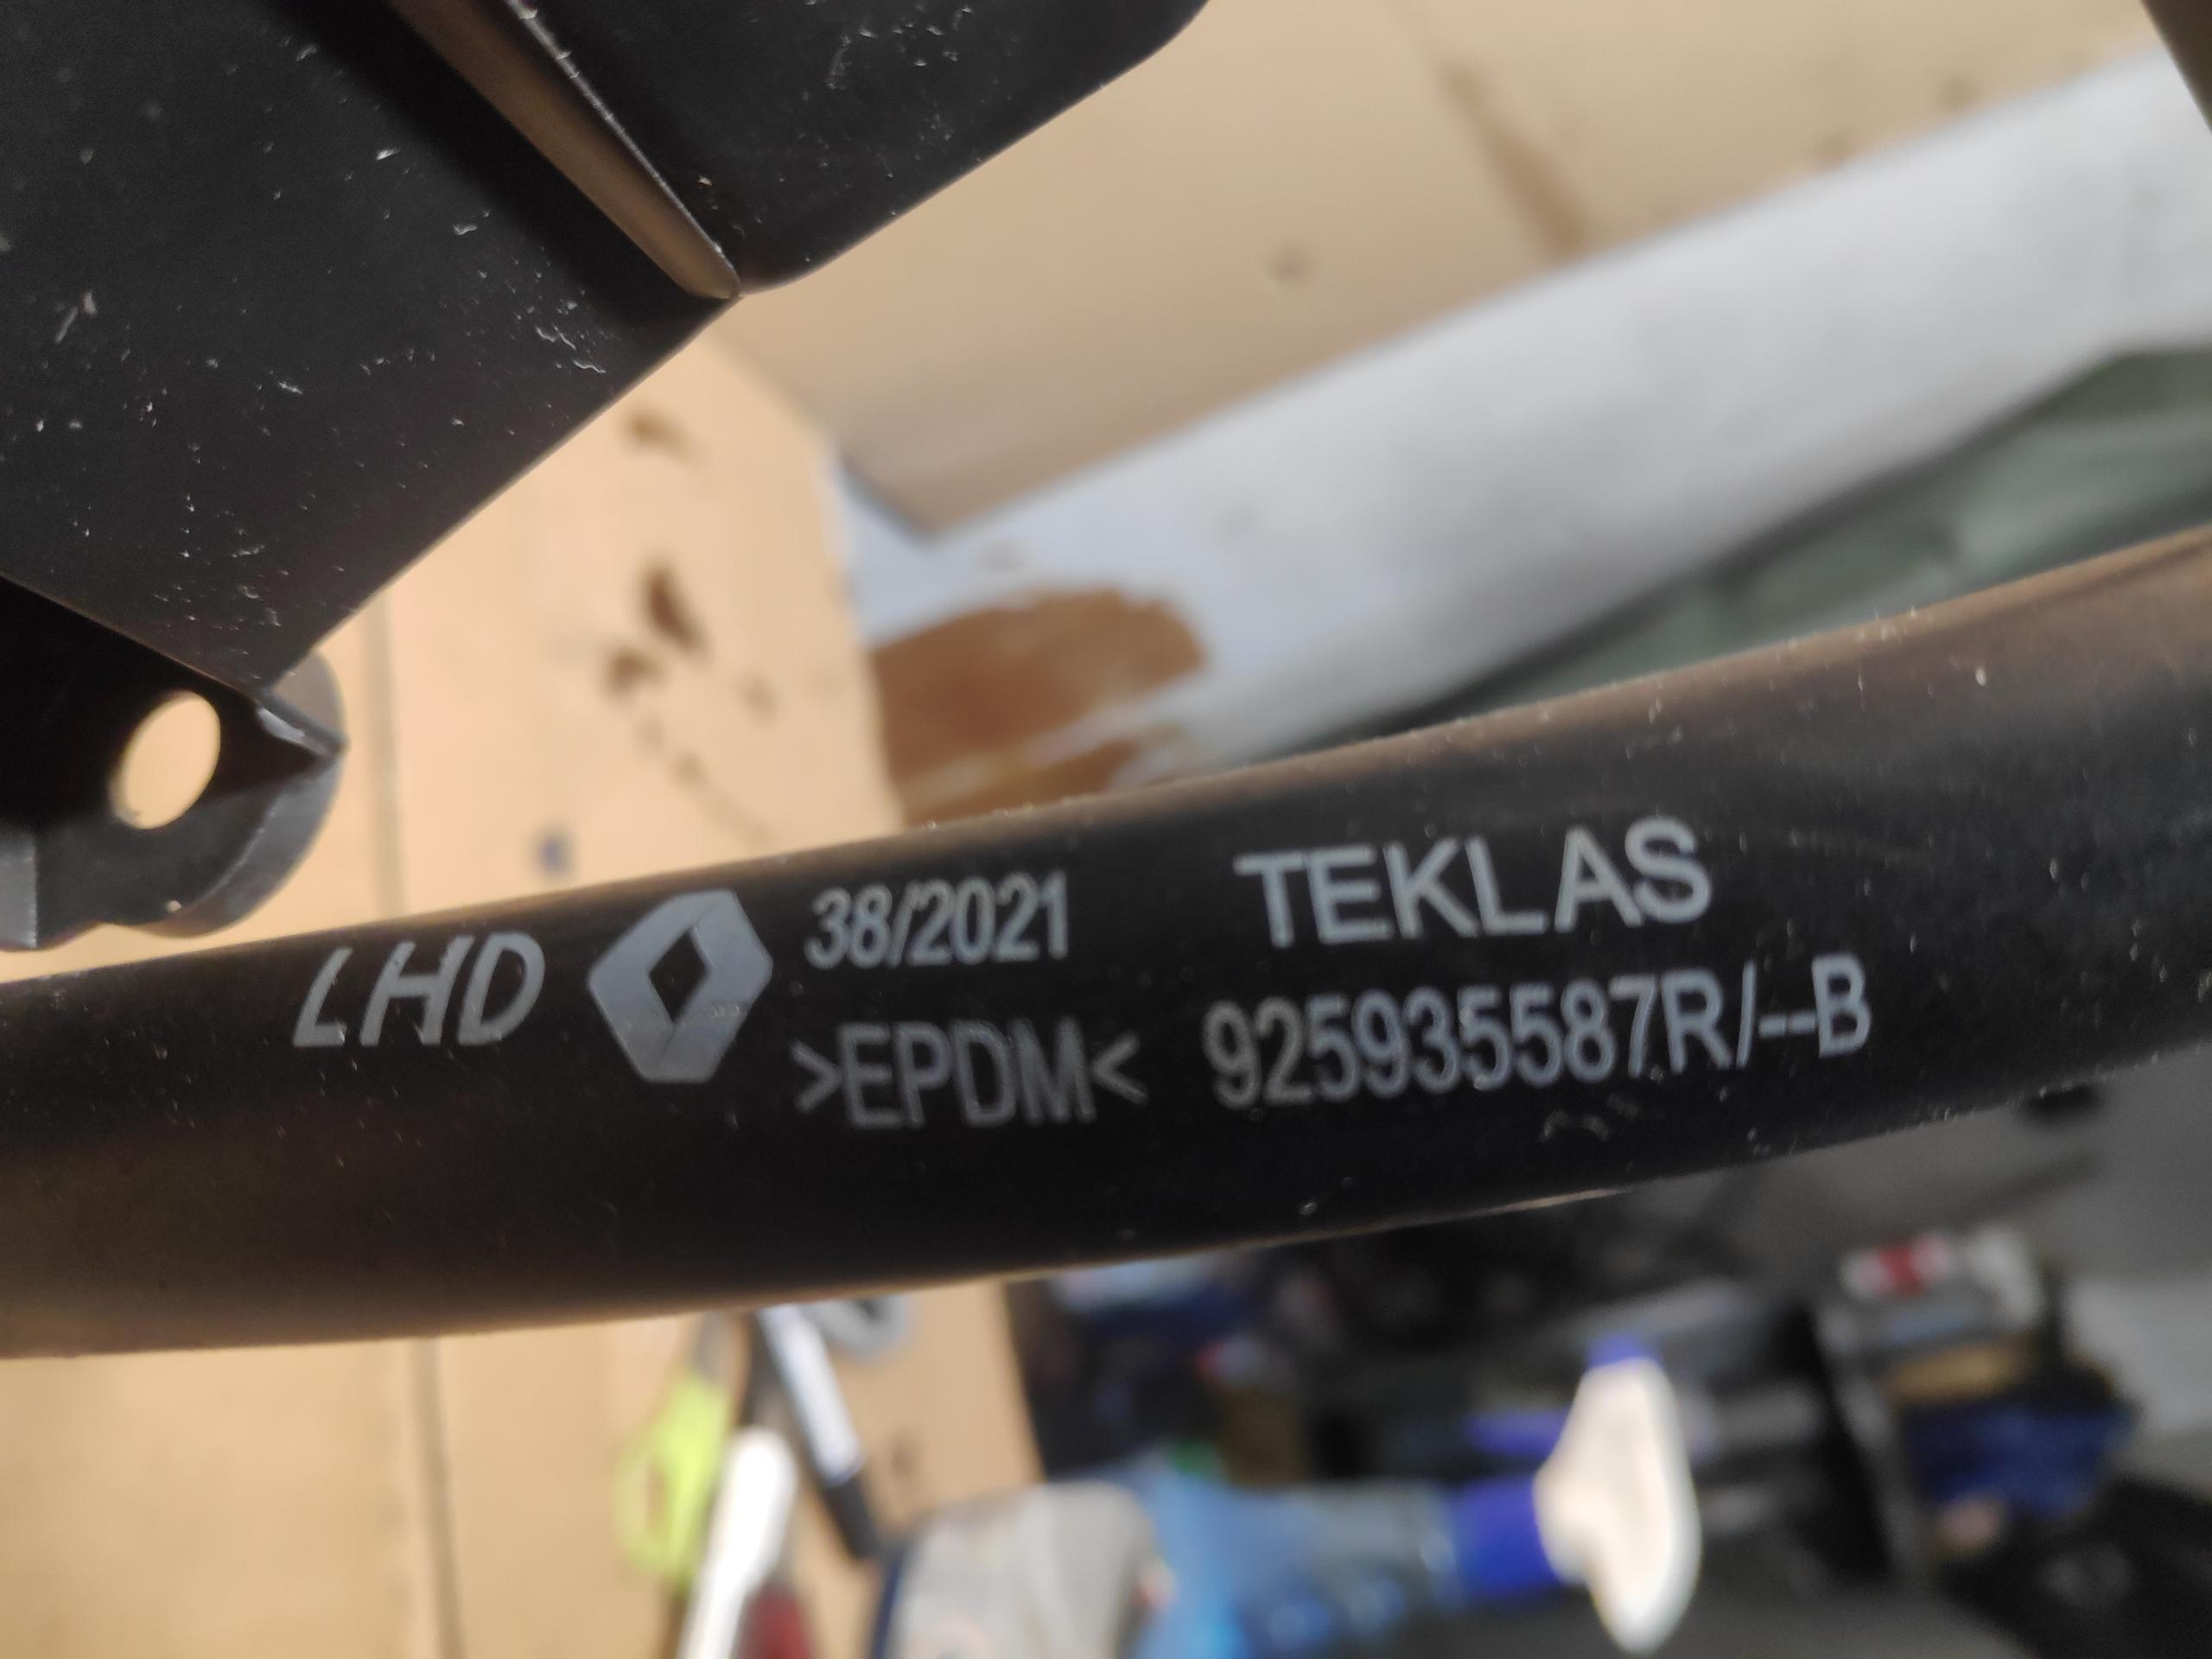 LHD
38/2021 TEKLAS
>EPDM< 925935587R/--B